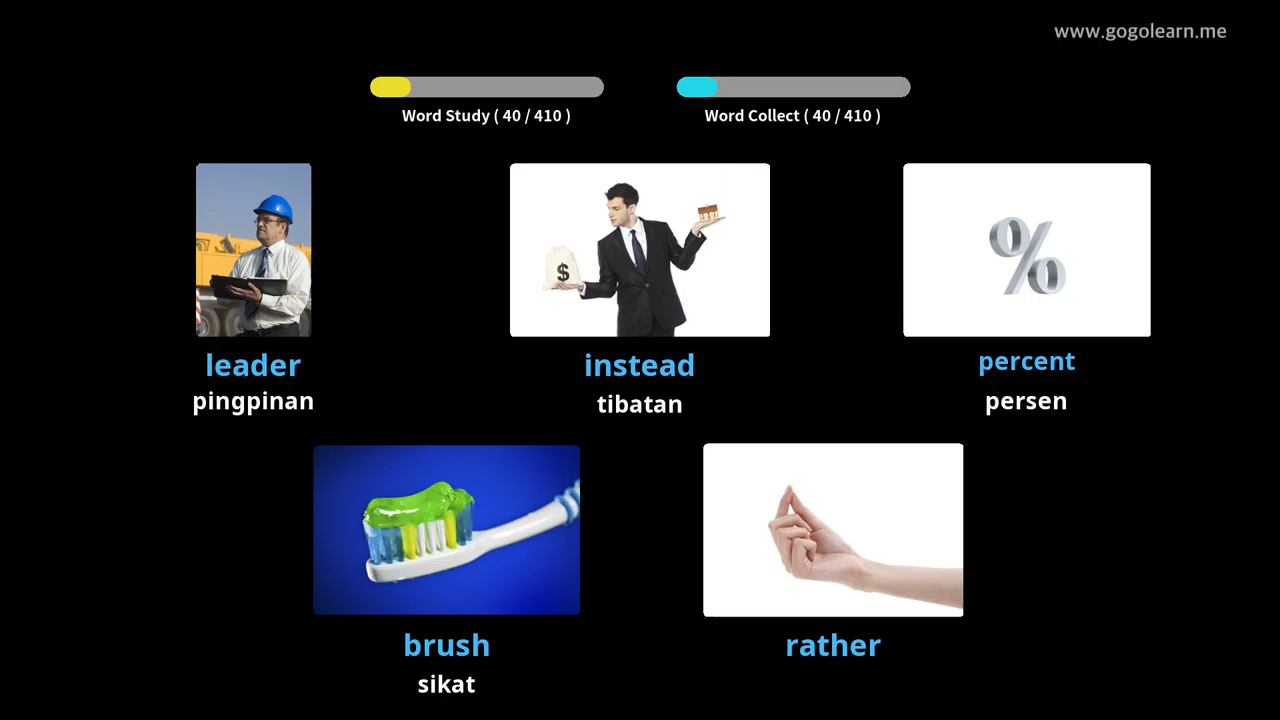 www.gogolearn.me
Word Study ( 40 / 410 )
Word Collect ( 40 / 410 )
leader
pingpinan
instead
tibatan
percent
persen
$
%
brush
sikat
rather